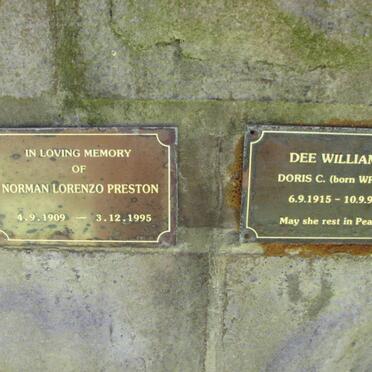 IN LOVING MEMORY
OF
NORMAN LORENZO PRESTON
4.9.1909 — 3.12.1995
DEE WILLIAM
DORIS C. (born WR
6.9.1915 - 10.9.9
May she rest in Pea